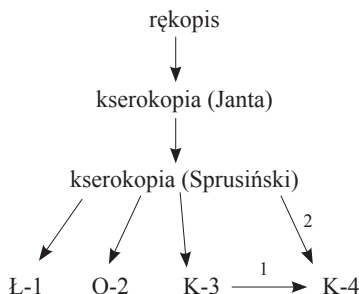 rękopis
kserokopia (Janta)
kserokopia (Sprusiński)
2
1
Ł-1 O-2 K-3 K-4